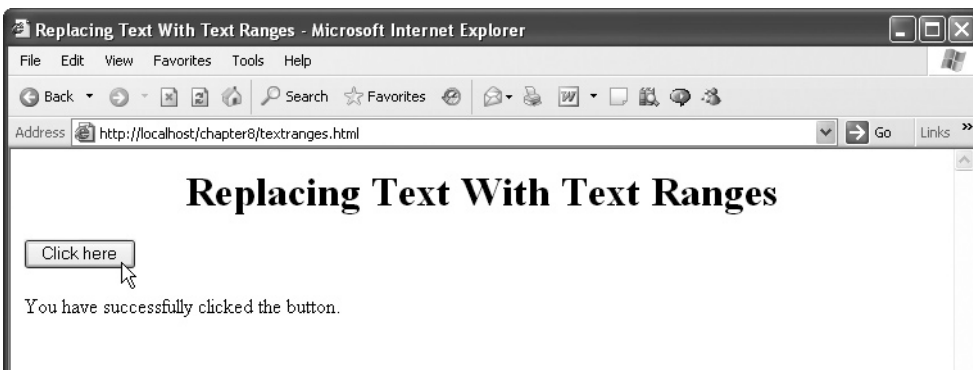 Replacing Text With Text Ranges - Microsoft Internet Explorer
File Edit View Favorites Tools Help
Back Search Favorites W
Address http://localhost/chapter8/textranges.html Go Links »
Replacing Text With Text Ranges
Click here
You have successfully clicked the button.